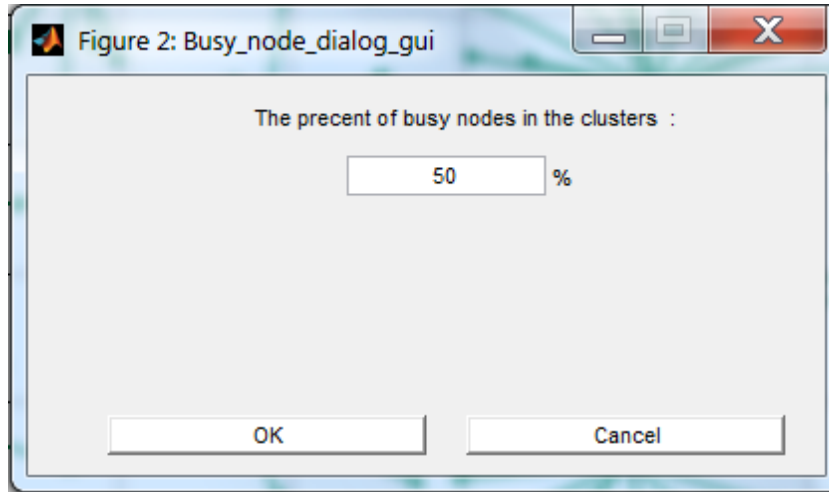 Figure 2: Busy_node_dialog_gui
The precent of busy nodes in the clusters :
50 %
OK Cancel